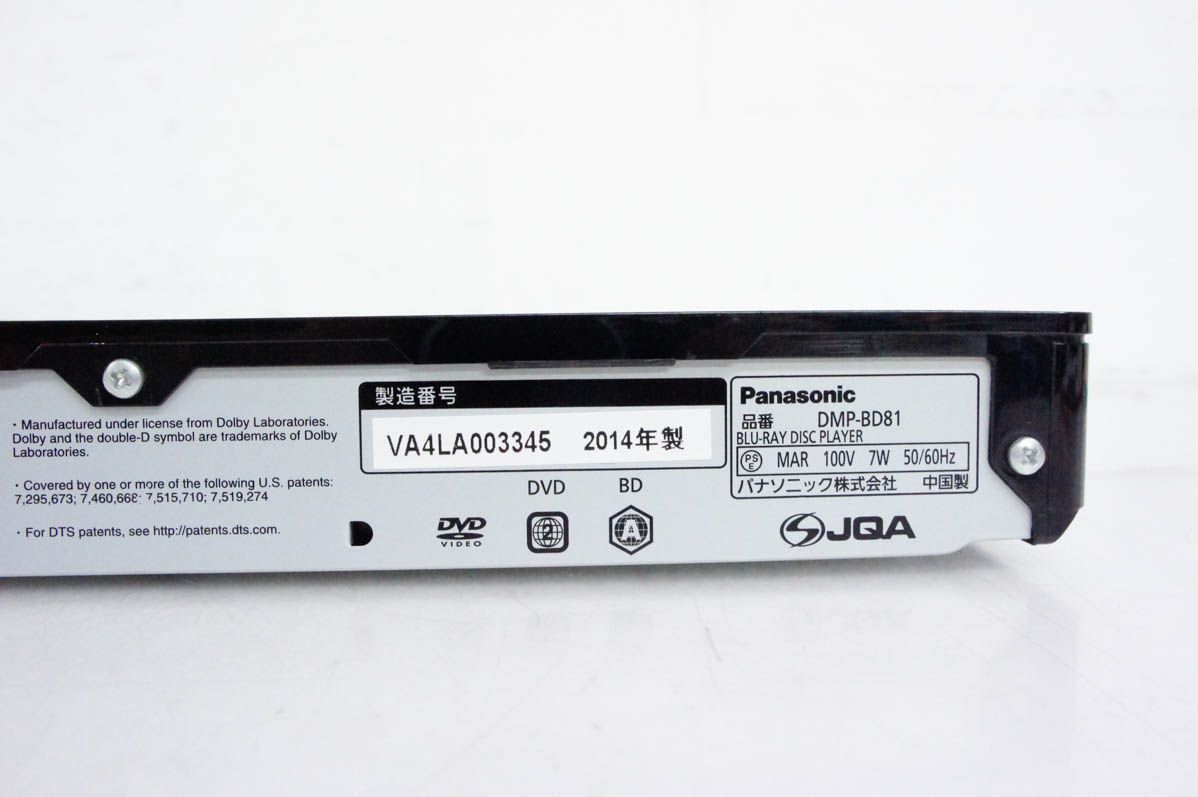 · Manufactured under license from Dolby Laboratories.
Dolby and the double-D symbol are trademarks of Dolby
Laboratories.
· Covered by one or more of the following U.S. patents:
7,295,673; 7,460,668; 7,515,710; 7,519,274
· For DTS patents, see http://patents.dts.com.
製造番号
VA4LA003345 2014年製
DVD
BD
DVD
VIDEO
2
A
Panasonic
品番 DMP-BD81
BLU-RAY DISC PLAYER
PSE MAR 100V 7W 50/60Hz
パナソニック株式会社 中国製
JQA